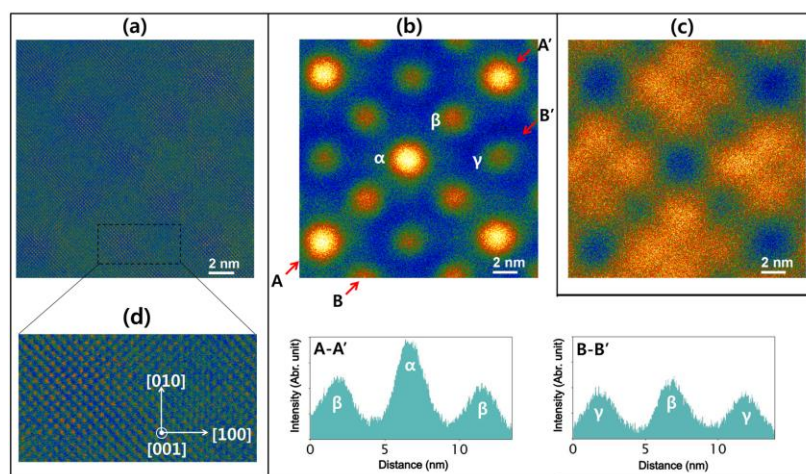 (a)
2 nm
(b)
A'
B'
β
α
γ
A
B
2 nm
(c)
2 nm
(d)
[010]
[001]
[100]
A-A'
Intensity (Abr. unit)
β
α
β
0
5
10
Distance (nm)
B-B'
Intensity (Abr. unit)
γ
β
γ
0
5
10
Distance (nm)